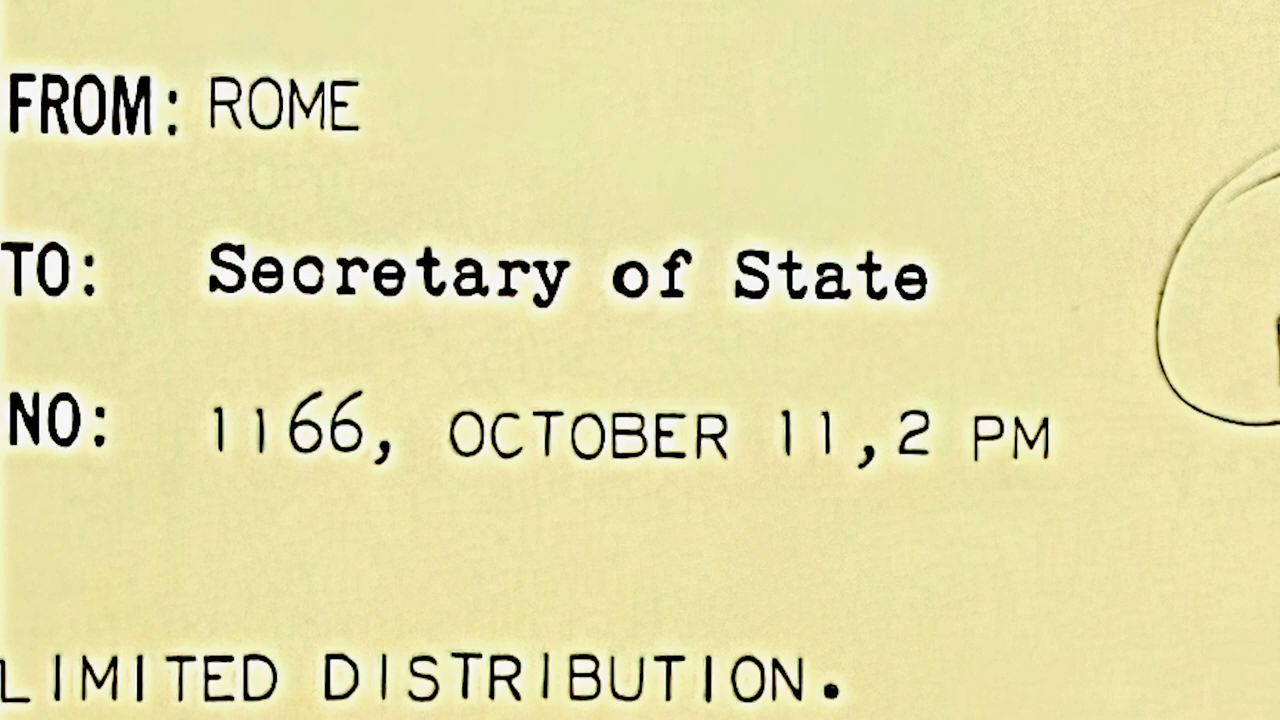 FROM: ROME
TO: Secretary of State
NO: 1166, OCTOBER 11,2 PM
LIMITED DISTRIBUTION.